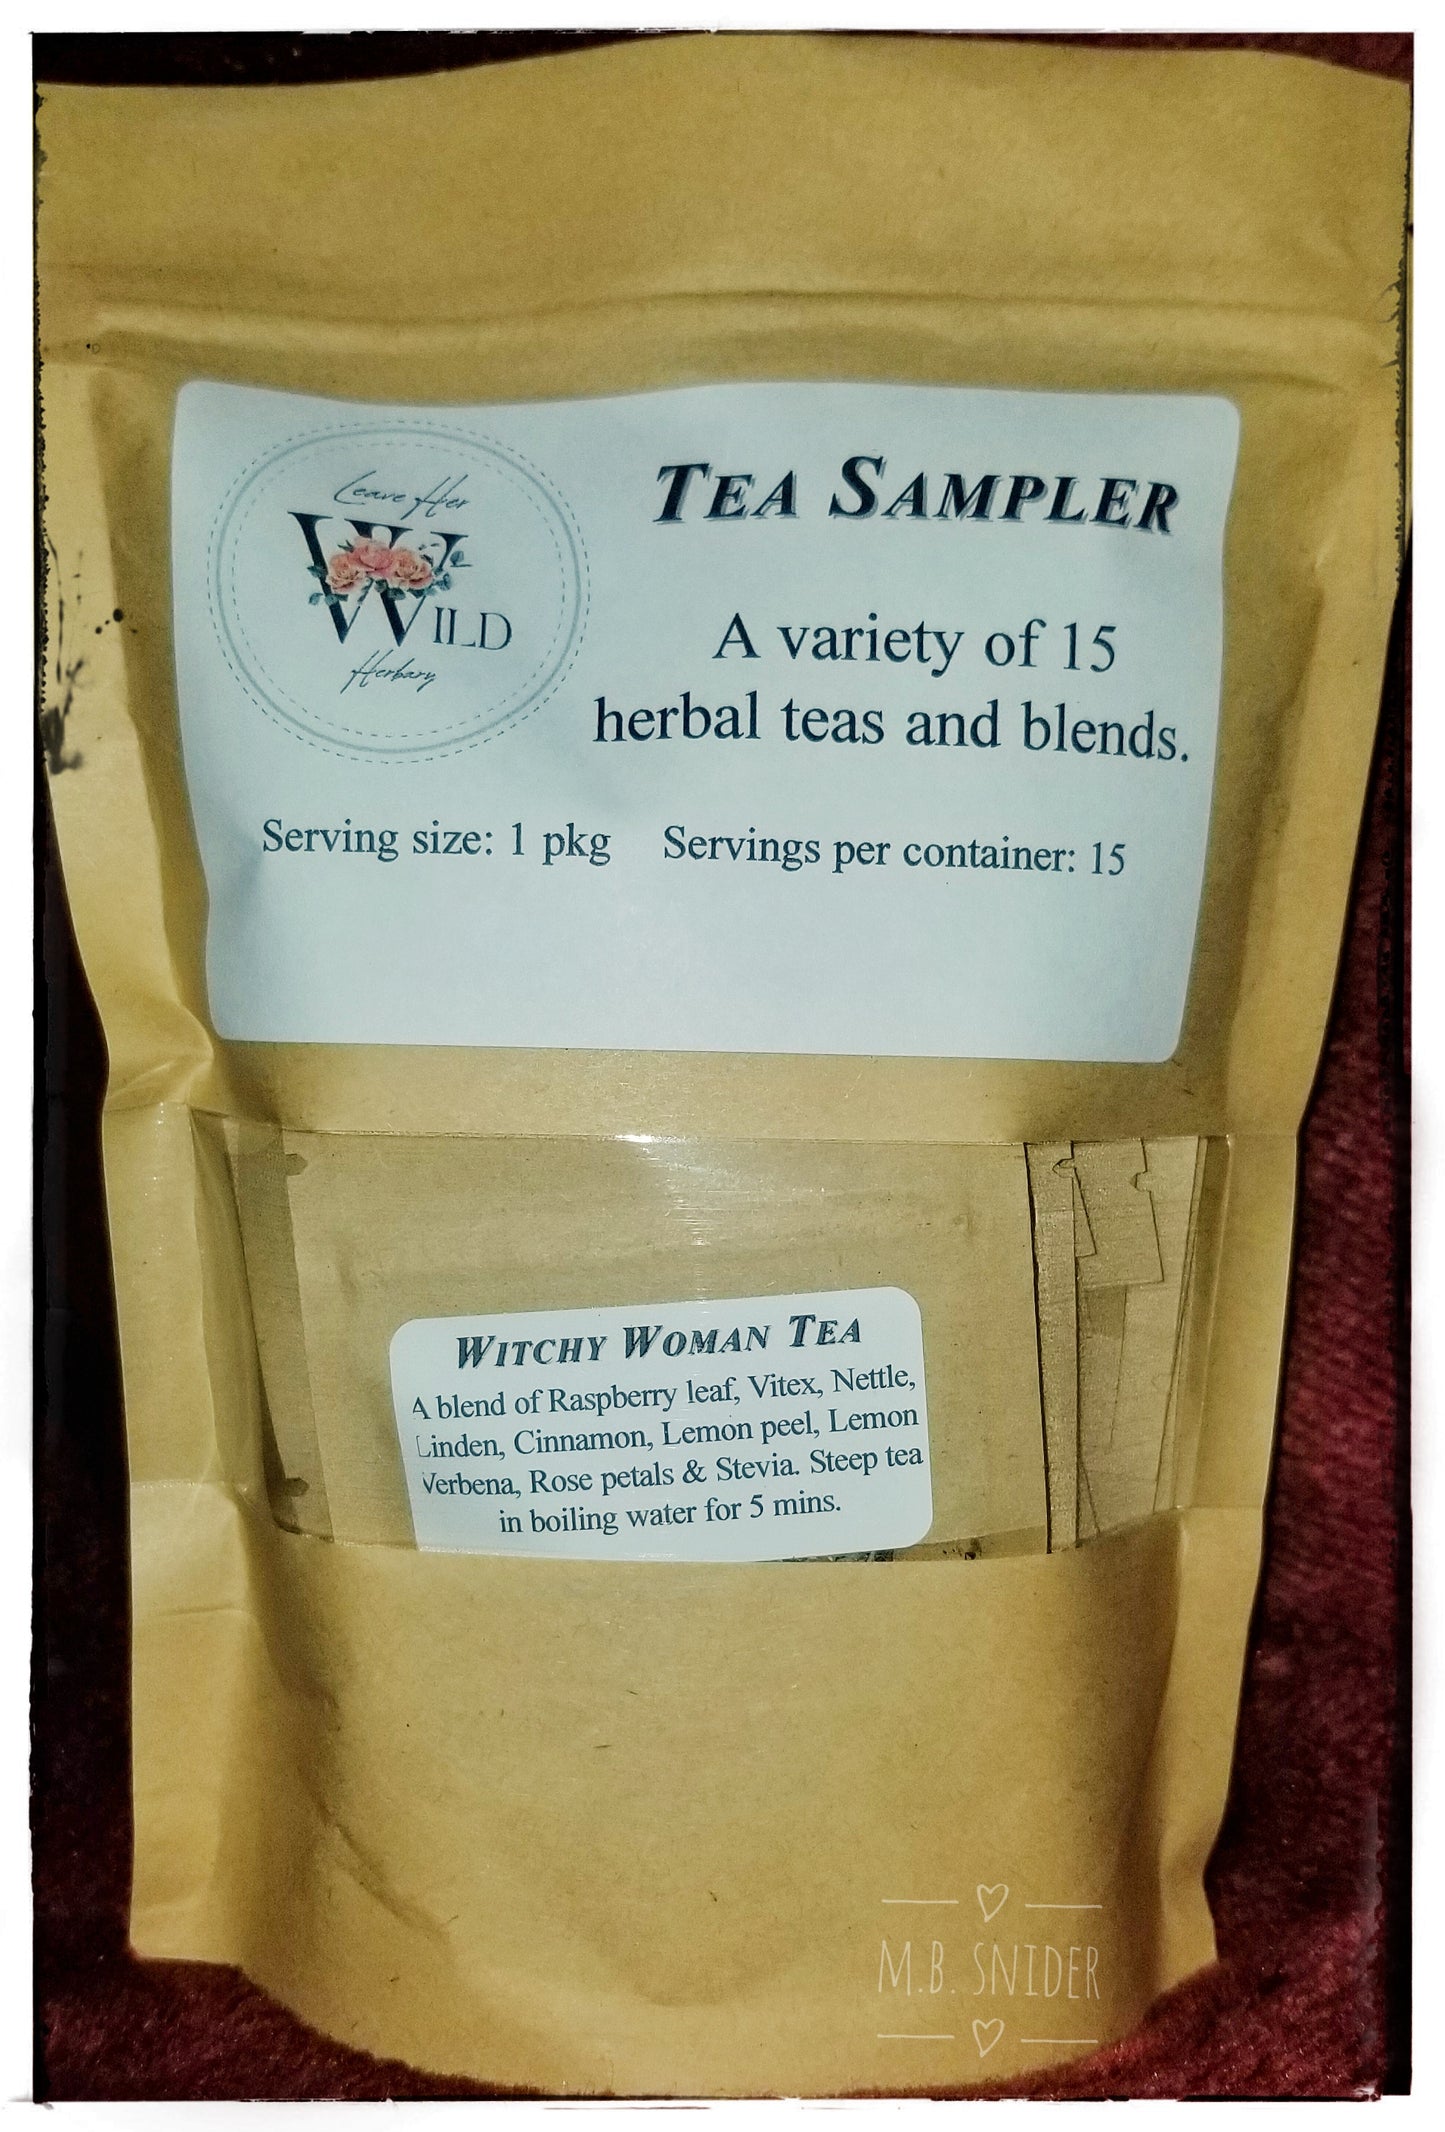 Leave Her
WILD
Herbary
TEA SAMPLER
A variety of 15
herbal teas and blends.
Serving size: 1 pkg Servings per container: 15
WITCHY WOMAN TEA
A blend of Raspberry leaf, Vitex, Nettle,
Linden, Cinnamon, Lemon peel, Lemon
Verbena, Rose petals & Stevia. Steep tea
in boiling water for 5 mins.
M.B. SNIDER